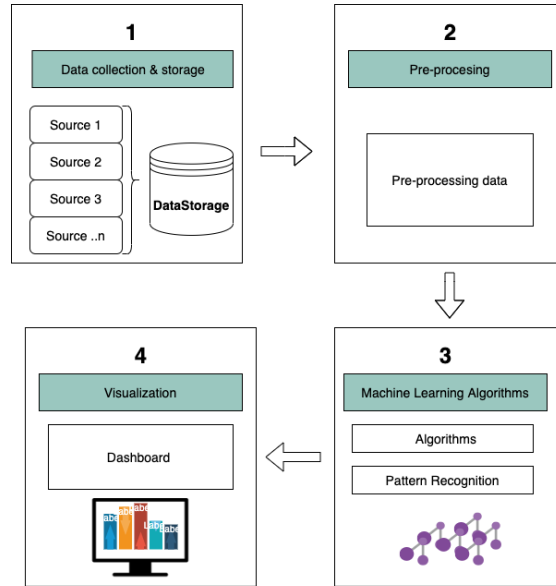 1
Data collection & storage
Source 1
Source 2
Source 3
Source ..n
DataStorage
2
Pre-procesing
Pre-processing data
3
Machine Learning Algorithms
Algorithms
Pattern Recognition
4
Visualization
Dashboard